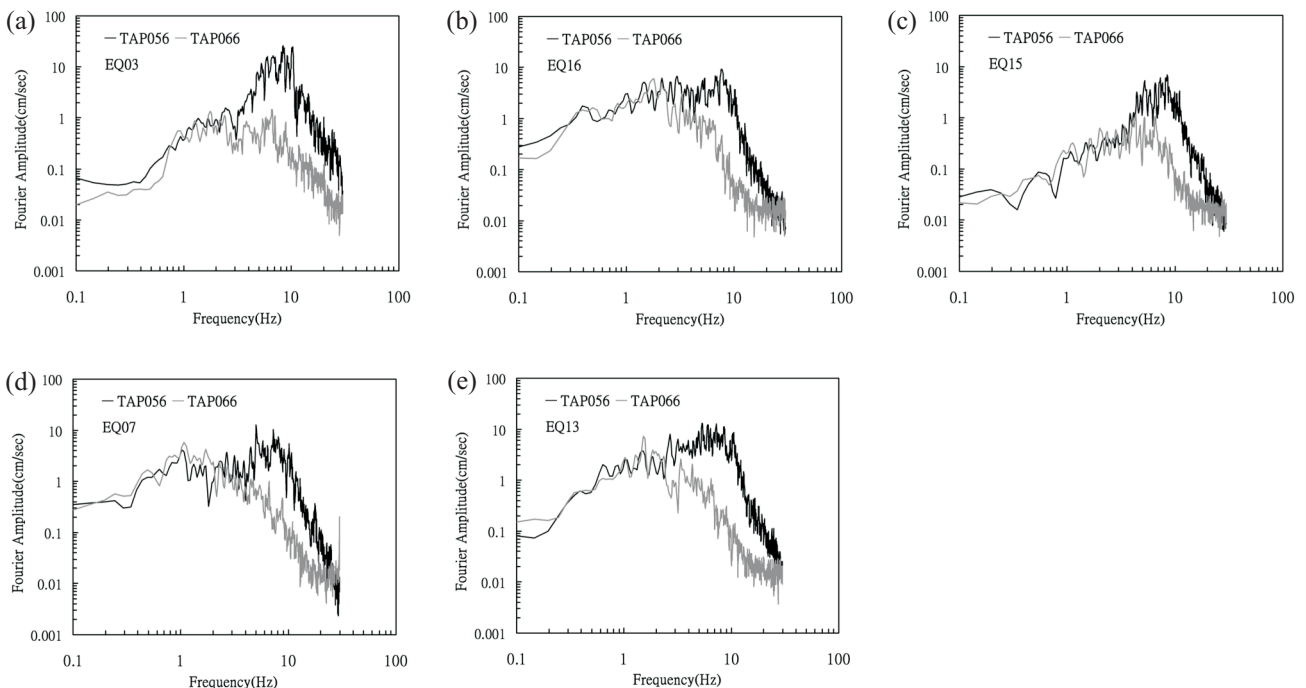 (a)
100
10
1
0.1
0.01
0.001
Fourier Amplitude(cm/sec)
TAP056 TAP066
EQ03
0.1 1 10 100
Frequency(Hz)
(b)
100
10
1
0.1
0.01
0.001
Fourier Amplitude(cm/sec)
TAP056 TAP066
EQ16
0.1 1 10 100
Frequency(Hz)
(c)
100
10
1
0.1
0.01
0.001
Fourier Amplitude(cm/sec)
TAP056 TAP066
EQ15
0.1 1 10 100
Frequency(Hz)
(d)
100
10
1
0.1
0.01
0.001
Fourier Amplitude(cm/sec)
TAP056 TAP066
EQ07
0.1 1 10 100
Frequency(Hz)
(e)
100
10
1
0.1
0.01
0.001
Fourier Amplitude(cm/sec)
TAP056 TAP066
EQ13
0.1 1 10 100
Frequency(Hz)